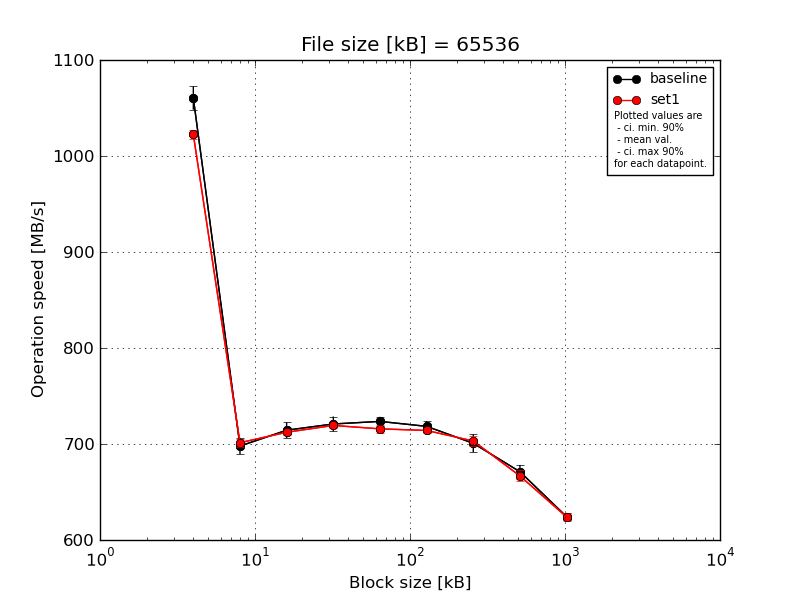 File size [kB] = 65536
1100
1000
900
800
700
600
Operation speed [MB/s]
baseline
set1
Plotted values are
- ci. min. 90%
- mean val.
- ci. max 90%
for each datapoint.
10^0
10^1
10^2
10^3
10^4
Block size [kB]